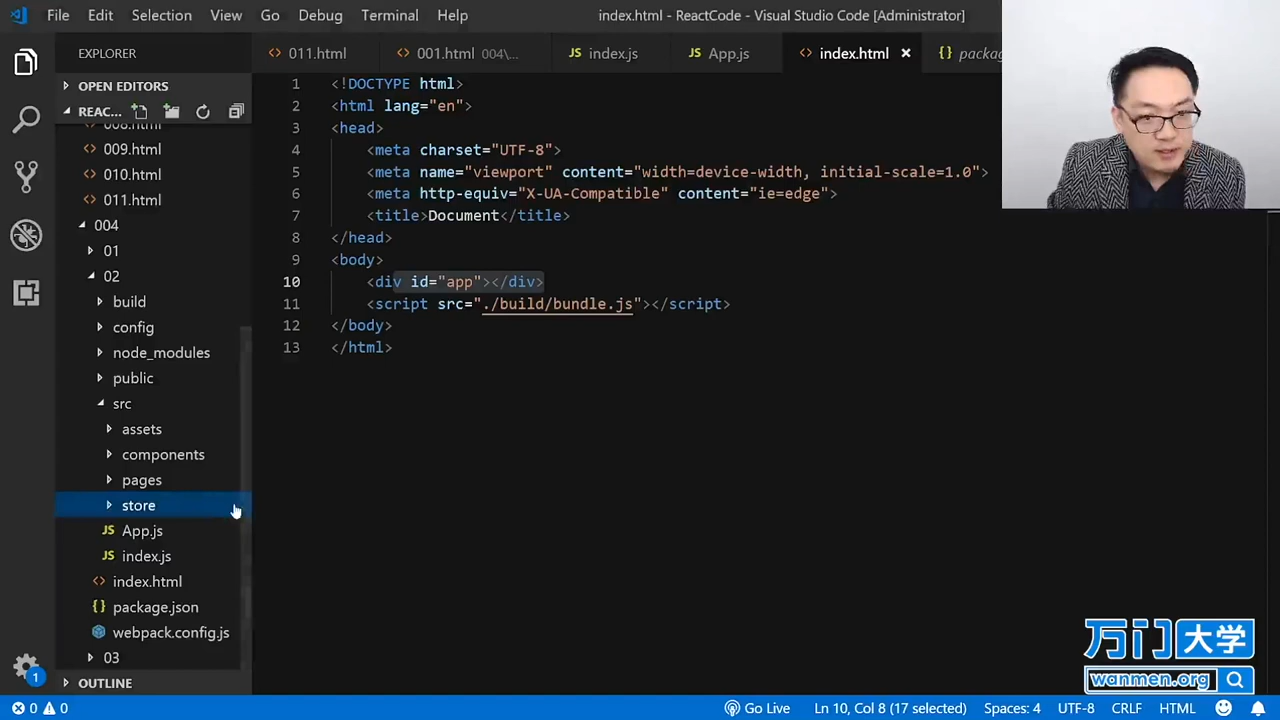 File Edit Selection View Go Debug Terminal Help index.html - ReactCode - Visual Studio Code [Administrator]
EXPLORER
011.html
001.html 004\...
index.js
App.js
index.html
OPEN EDITORS
REAC...
008.html
009.html
010.html
011.html
004
01
02
build
config
node_modules
public
src
assets
components
pages
store
App.js
index.js
index.html
package.json
webpack.config.js
03
OUTLINE
1 <!DOCTYPE html>
2 <html lang="en">
3 <head>
4 <meta charset="UTF-8">
5 <meta name="viewport" content="width=device-width, initial-scale=1.0">
6 <meta http-equiv="X-UA-Compatible" content="ie=edge">
7 <title>Document</title>
8 </head>
9 <body>
10 <div id="app"></div>
11 <script src="./build/bundle.js"></script>
12 </body>
13 </html>
万门大学
wanmen.org
1
0 0 Go Live Ln 10, Col 8 (17 selected) Spaces: 4 UTF-8 CRLF HTML